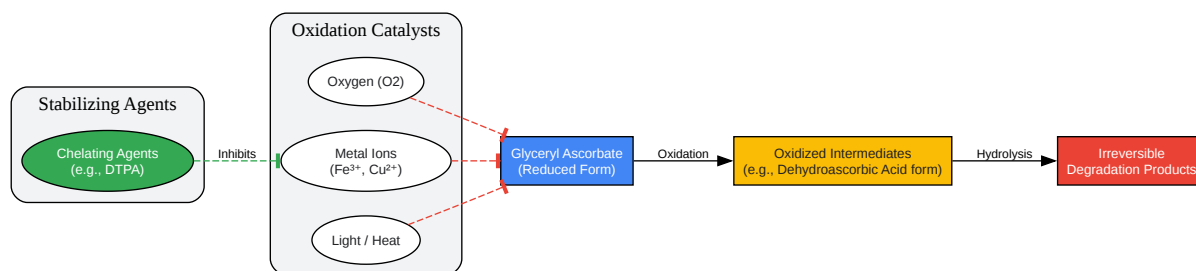 Stabilizing Agents
Chelating Agents
(e.g., DTPA)
Inhibits
Oxidation Catalysts
Oxygen (O2)
Metal Ions
(Fe³⁺, Cu²⁺)
Light / Heat
Glyceryl Ascorbate
(Reduced Form)
Oxidation
Oxidized Intermediates
(e.g., Dehydroascorbic Acid form)
Hydrolysis
Irreversible
Degradation Products